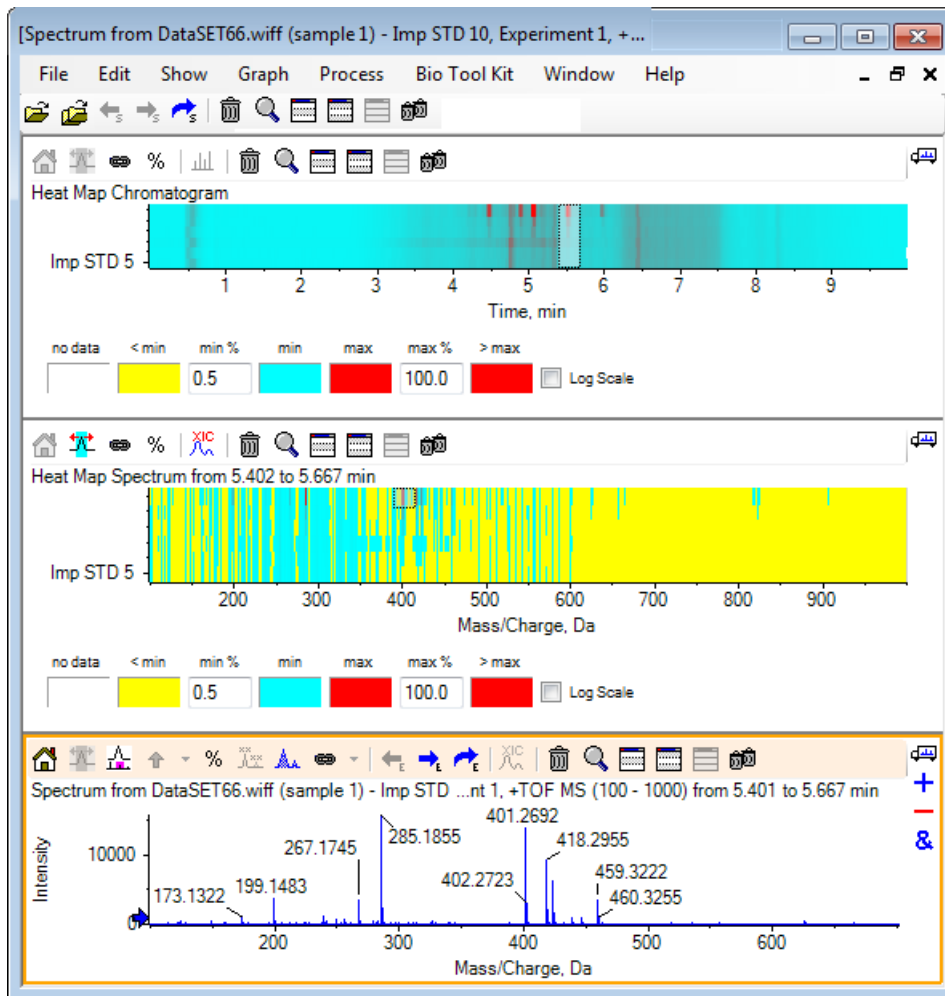 [Spectrum from DataSET66.wiff (sample 1) - Imp STD 10, Experiment 1, +...
File Edit Show Graph Process Bio Tool Kit Window Help
S S S
%
Heat Map Chromatogram
Imp STD 5
1 2 3 4 5 6 7 8 9
Time, min
no data < min min % min max max % > max
0.5 100.0 Log Scale
% XIC
Heat Map Spectrum from 5.402 to 5.667 min
Imp STD 5
200 300 400 500 600 700 800 900
Mass/Charge, Da
no data < min min % min max max % > max
0.5 100.0 Log Scale
% E E E XIC
Spectrum from DataSET66.wiff (sample 1) - Imp STD ...nt 1, +TOF MS (100 - 1000) from 5.401 to 5.667 min
+
−
&
Intensity
10000
0
173.1322
199.1483
267.1745
285.1855
401.2692
402.2723
418.2955
459.3222
460.3255
200 300 400 500 600
Mass/Charge, Da